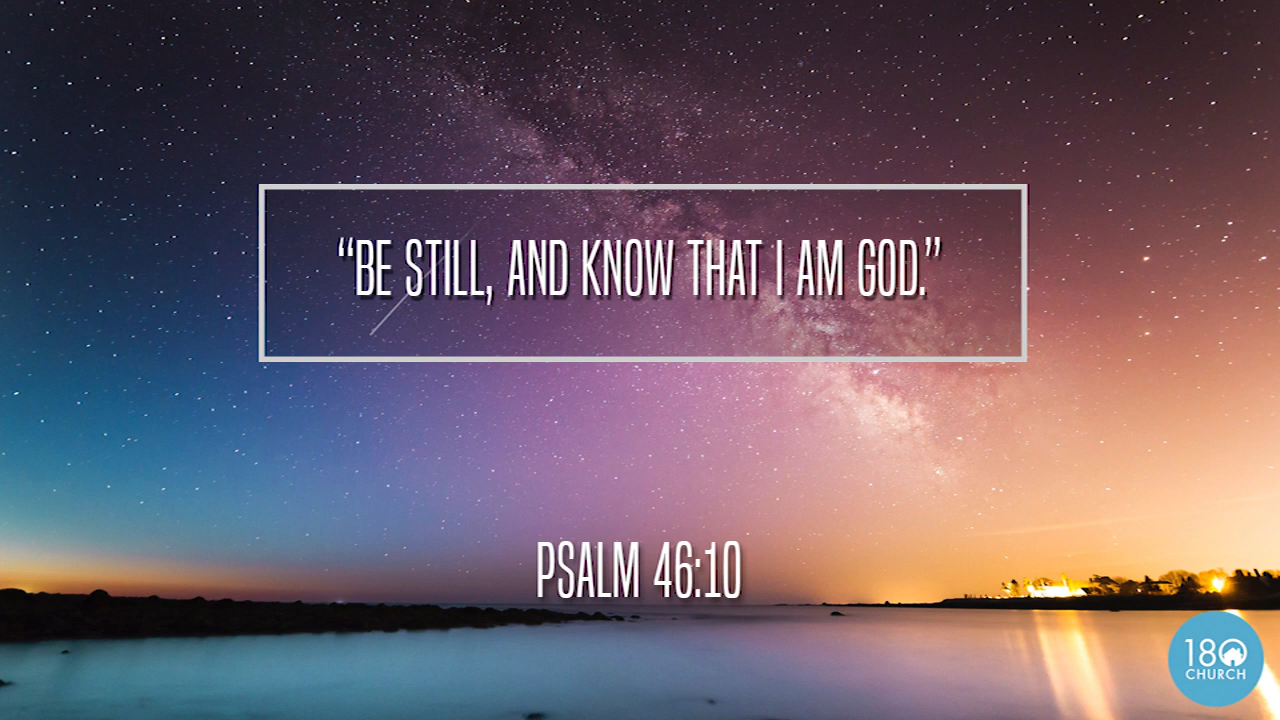 “BE STILL, AND KNOW THAT I AM GOD.”
PSALM 46:10
180
CHURCH